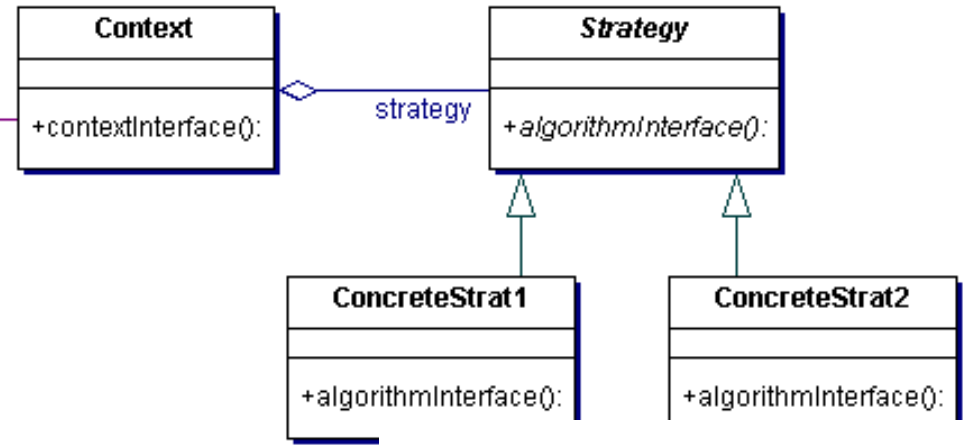 Context
+contextInterface():
strategy
Strategy
+algorithmInterface():
ConcreteStrat1
+algorithmInterface():
ConcreteStrat2
+algorithmInterface():